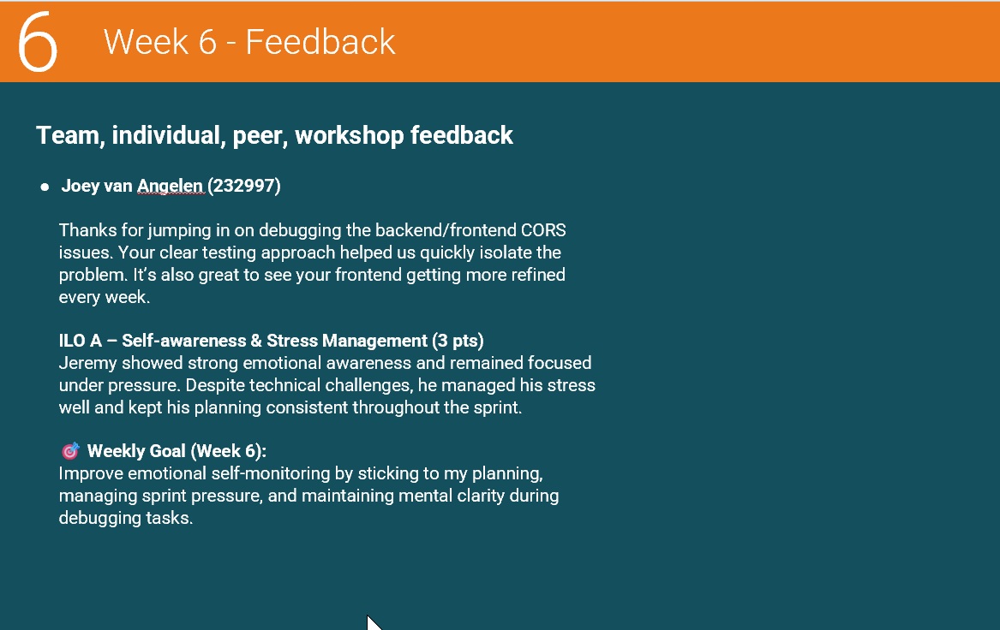 6
Week 6 - Feedback
Team, individual, peer, workshop feedback
● Joey van Angelen (232997)
Thanks for jumping in on debugging the backend/frontend CORS
issues. Your clear testing approach helped us quickly isolate the
problem. It’s also great to see your frontend getting more refined
every week.
ILO A – Self-awareness & Stress Management (3 pts)
Jeremy showed strong emotional awareness and remained focused
under pressure. Despite technical challenges, he managed his stress
well and kept his planning consistent throughout the sprint.
🎯 Weekly Goal (Week 6):
Improve emotional self-monitoring by sticking to my planning,
managing sprint pressure, and maintaining mental clarity during
debugging tasks.